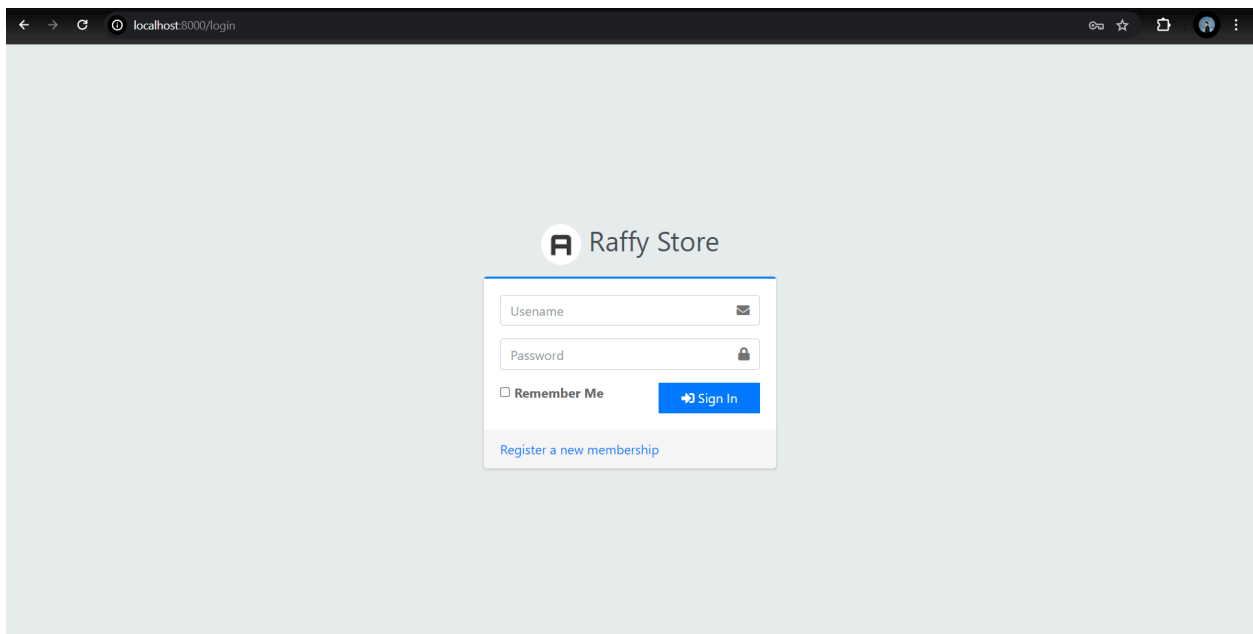 localhost:8000/login
Raffy Store
Usename
Password
Remember Me
Sign In
Register a new membership